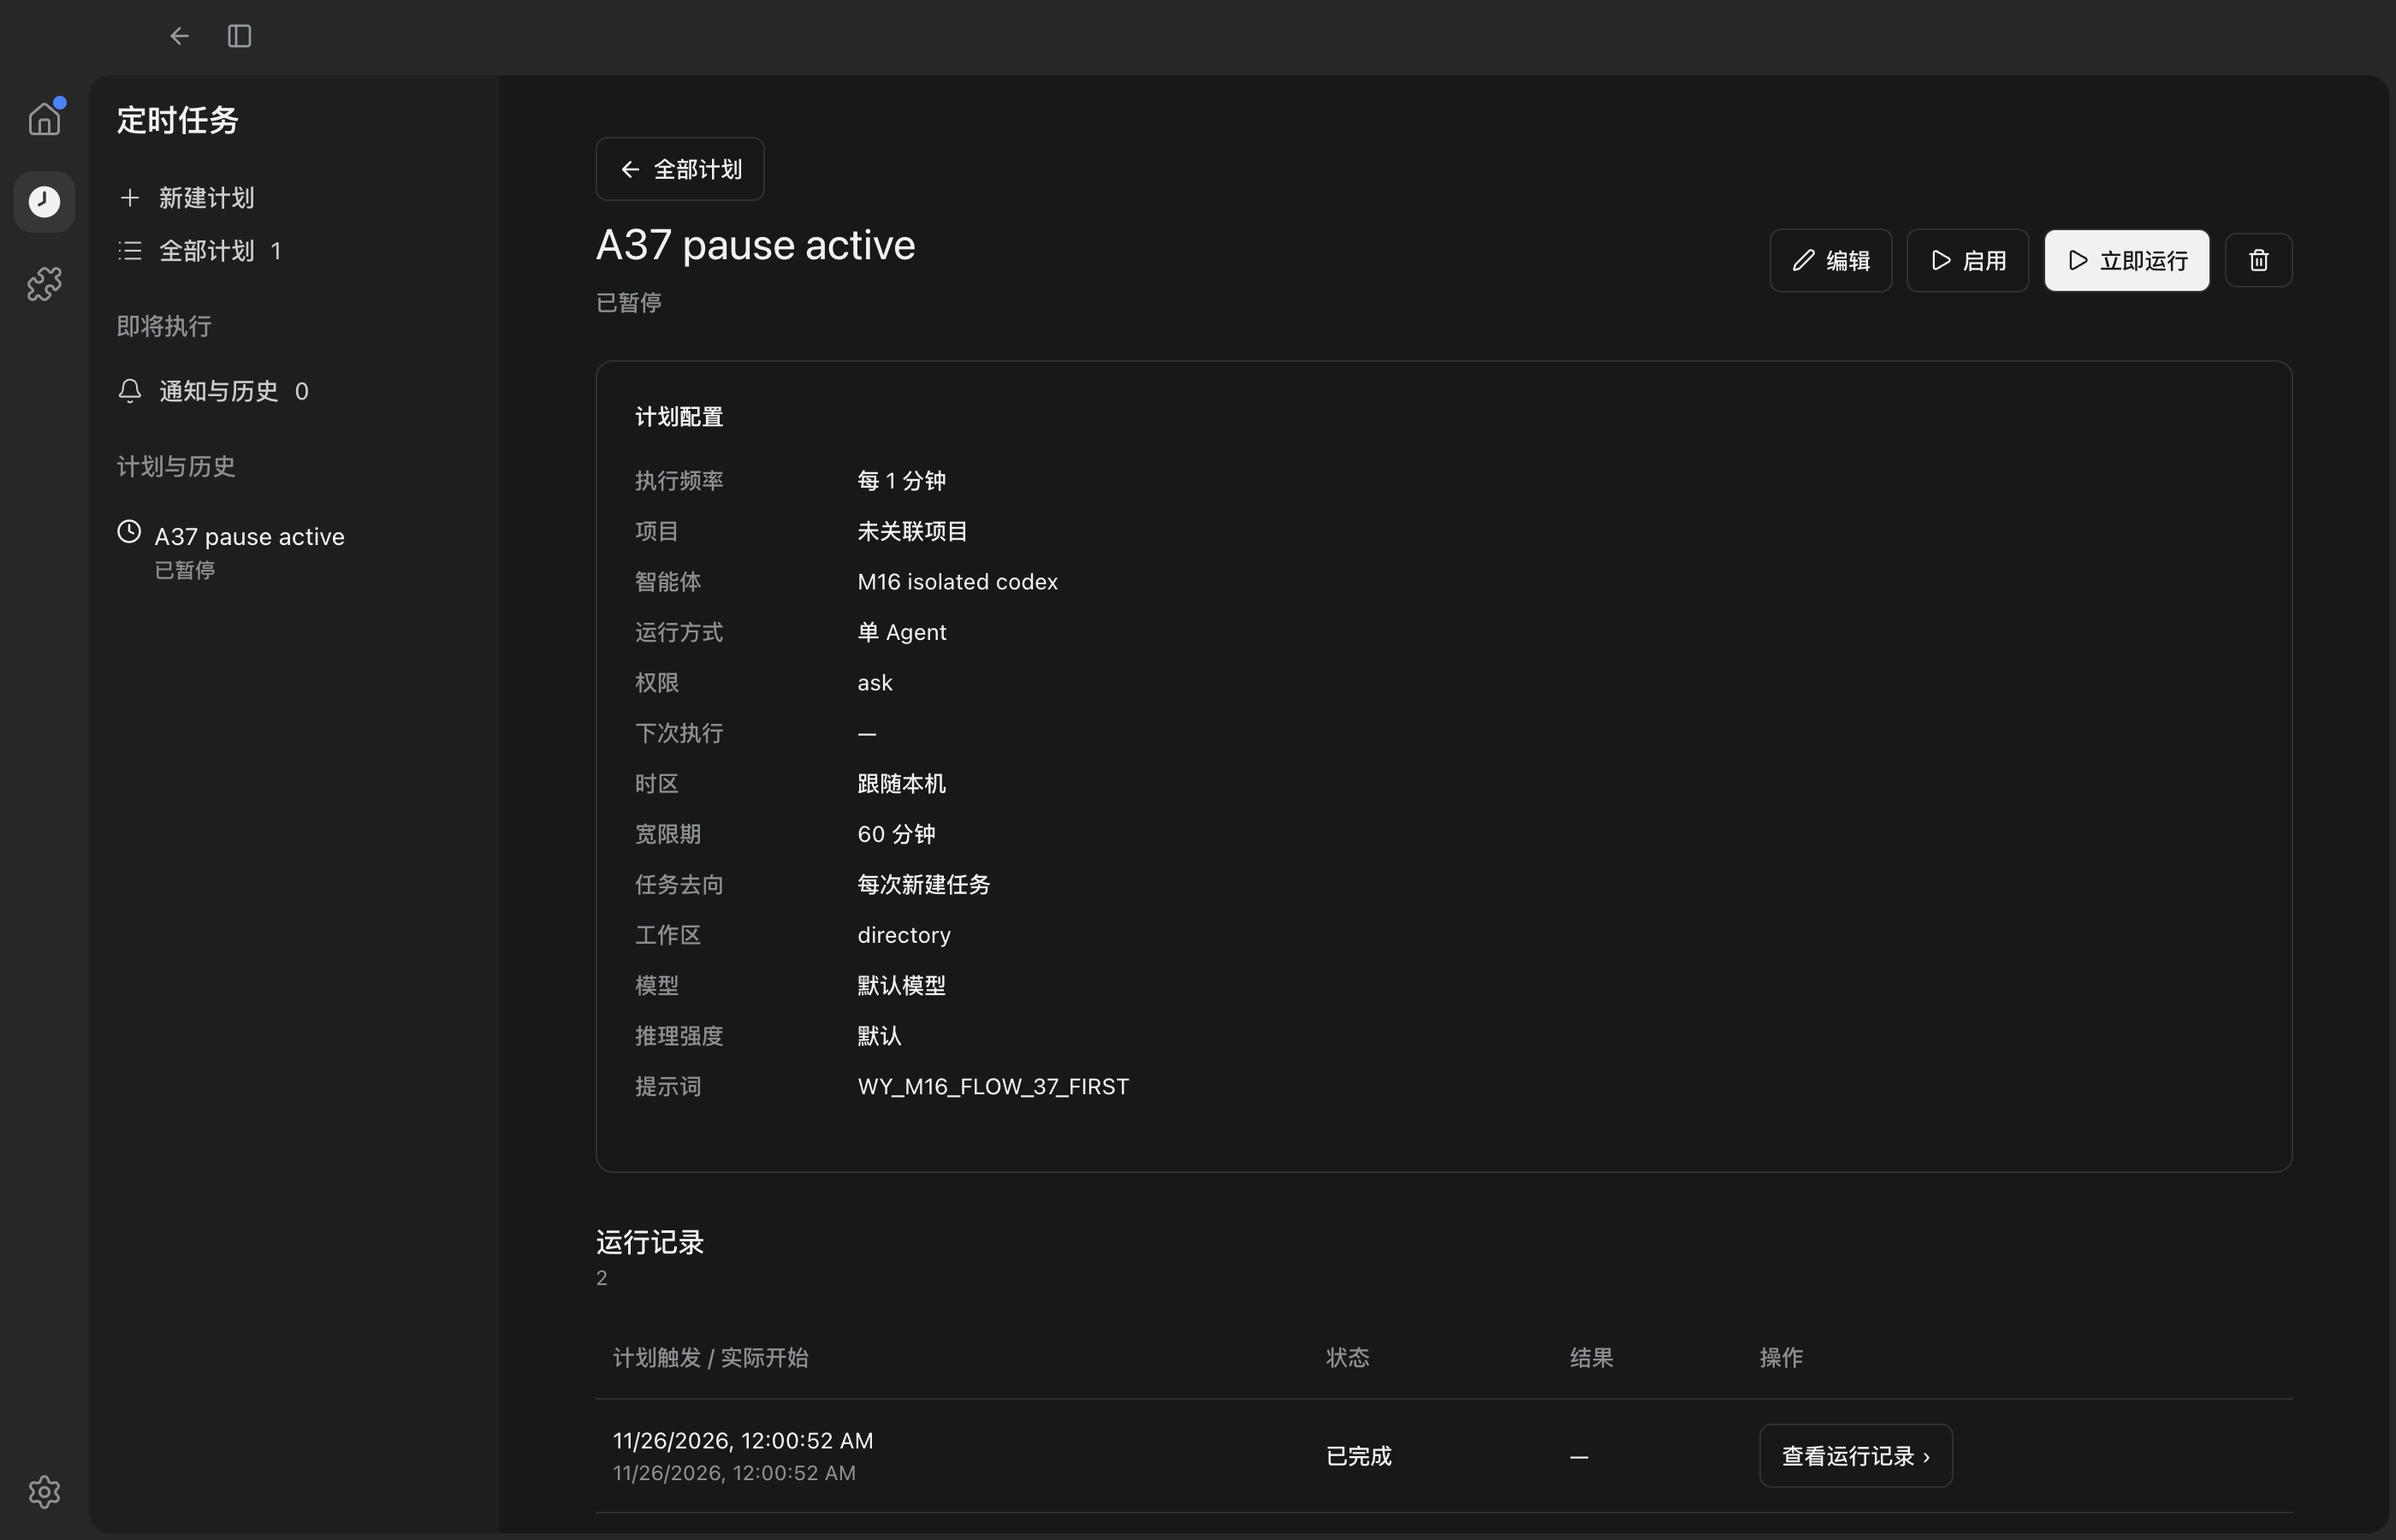 定时任务
新建计划
全部计划 1
即将执行
通知与历史 0
计划与历史
A37 pause active
已暂停
全部计划
A37 pause active
已暂停
编辑
启用
立即运行
计划配置
执行频率 每 1 分钟
项目 未关联项目
智能体 M16 isolated codex
运行方式 单 Agent
权限 ask
下次执行 —
时区 跟随本机
宽限期 60 分钟
任务去向 每次新建任务
工作区 directory
模型 默认模型
推理强度 默认
提示词 WY_M16_FLOW_37_FIRST
运行记录
2
计划触发 / 实际开始 状态 结果 操作
11/26/2026, 12:00:52 AM 已完成 — 查看运行记录 ›
11/26/2026, 12:00:52 AM